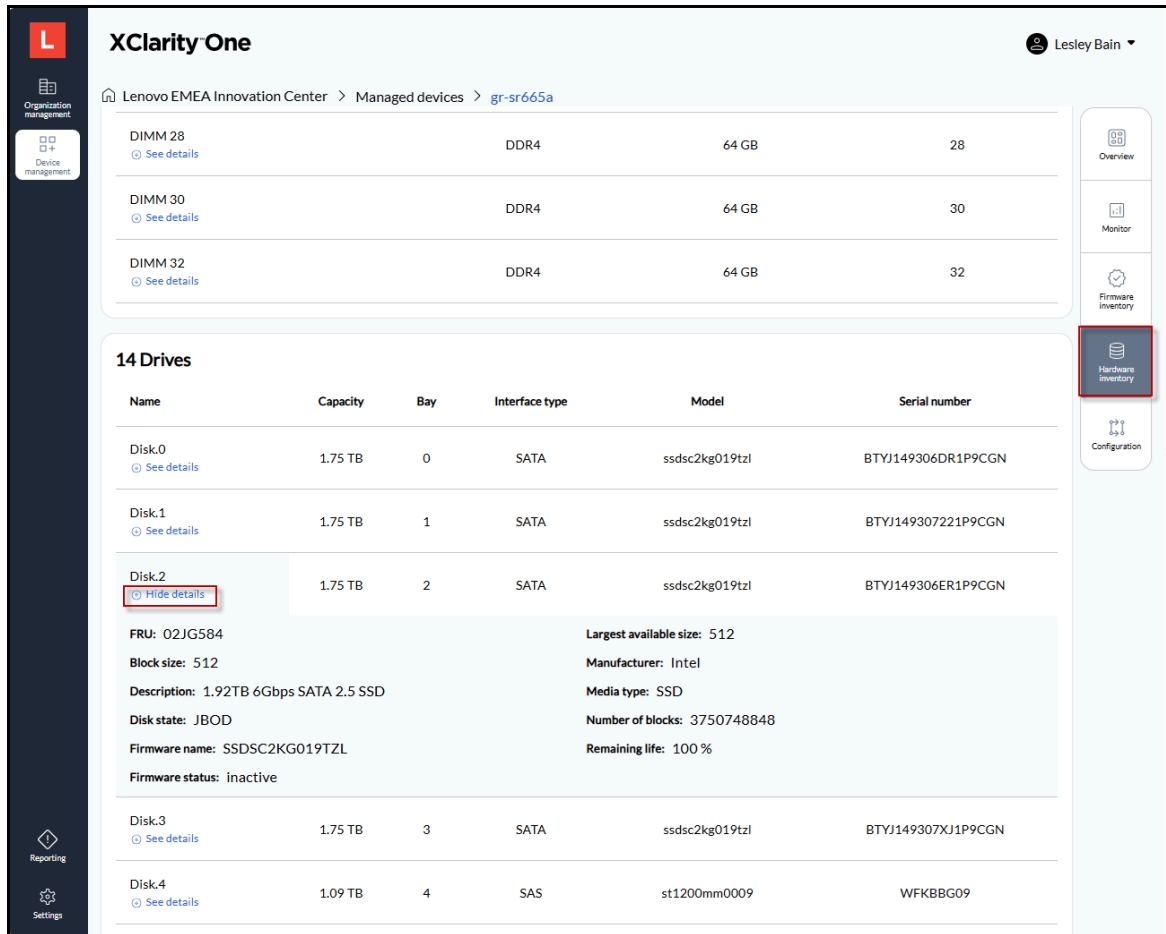 L
XClarity™One
Lesley Bain
Organization
management
Device
management
Lenovo EMEA Innovation Center > Managed devices > gr-sr665a
DIMM 28 DDR4 64 GB 28
See details
DIMM 30 DDR4 64 GB 30
See details
DIMM 32 DDR4 64 GB 32
See details
Overview
Monitor
Firmware
inventory
Hardware
inventory
Configuration
14 Drives
Name Capacity Bay Interface type Model Serial number
Disk.0 1.75 TB 0 SATA ssdsc2kg019tzl BTYJ149306DR1P9CGN
See details
Disk.1 1.75 TB 1 SATA ssdsc2kg019tzl BTYJ149307221P9CGN
See details
Disk.2 1.75 TB 2 SATA ssdsc2kg019tzl BTYJ149306ER1P9CGN
Hide details
FRU: 02JG584 Largest available size: 512
Block size: 512 Manufacturer: Intel
Description: 1.92TB 6Gbps SATA 2.5 SSD Media type: SSD
Disk state: JBOD Number of blocks: 3750748848
Firmware name: SSDSC2KG019TZL Remaining life: 100 %
Firmware status: inactive
Disk.3 1.75 TB 3 SATA ssdsc2kg019tzl BTYJ149307XJ1P9CGN
See details
Disk.4 1.09 TB 4 SAS st1200mm0009 WFKBBG09
See details
Reporting
Settings